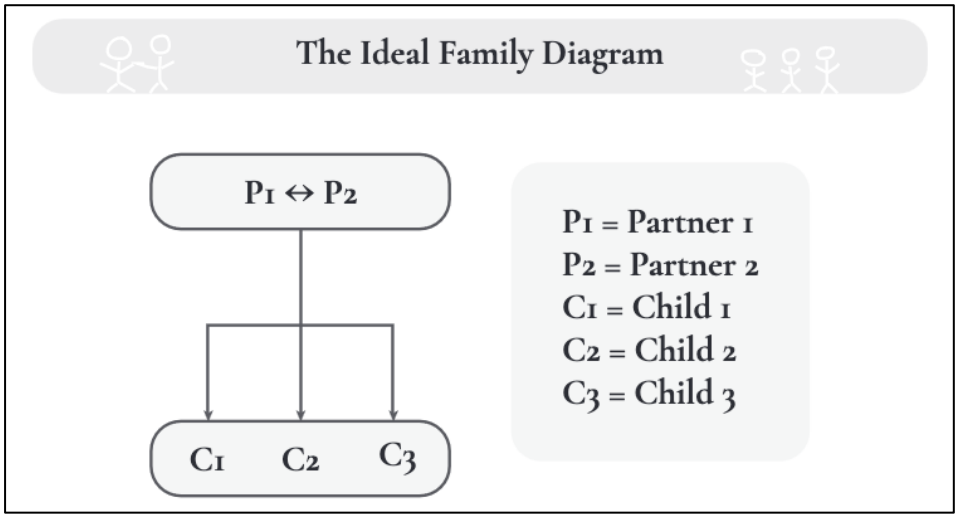 The Ideal Family Diagram
P1 ↔ P2
C1 C2 C3
P1 = Partner 1
P2 = Partner 2
C1 = Child 1
C2 = Child 2
C3 = Child 3